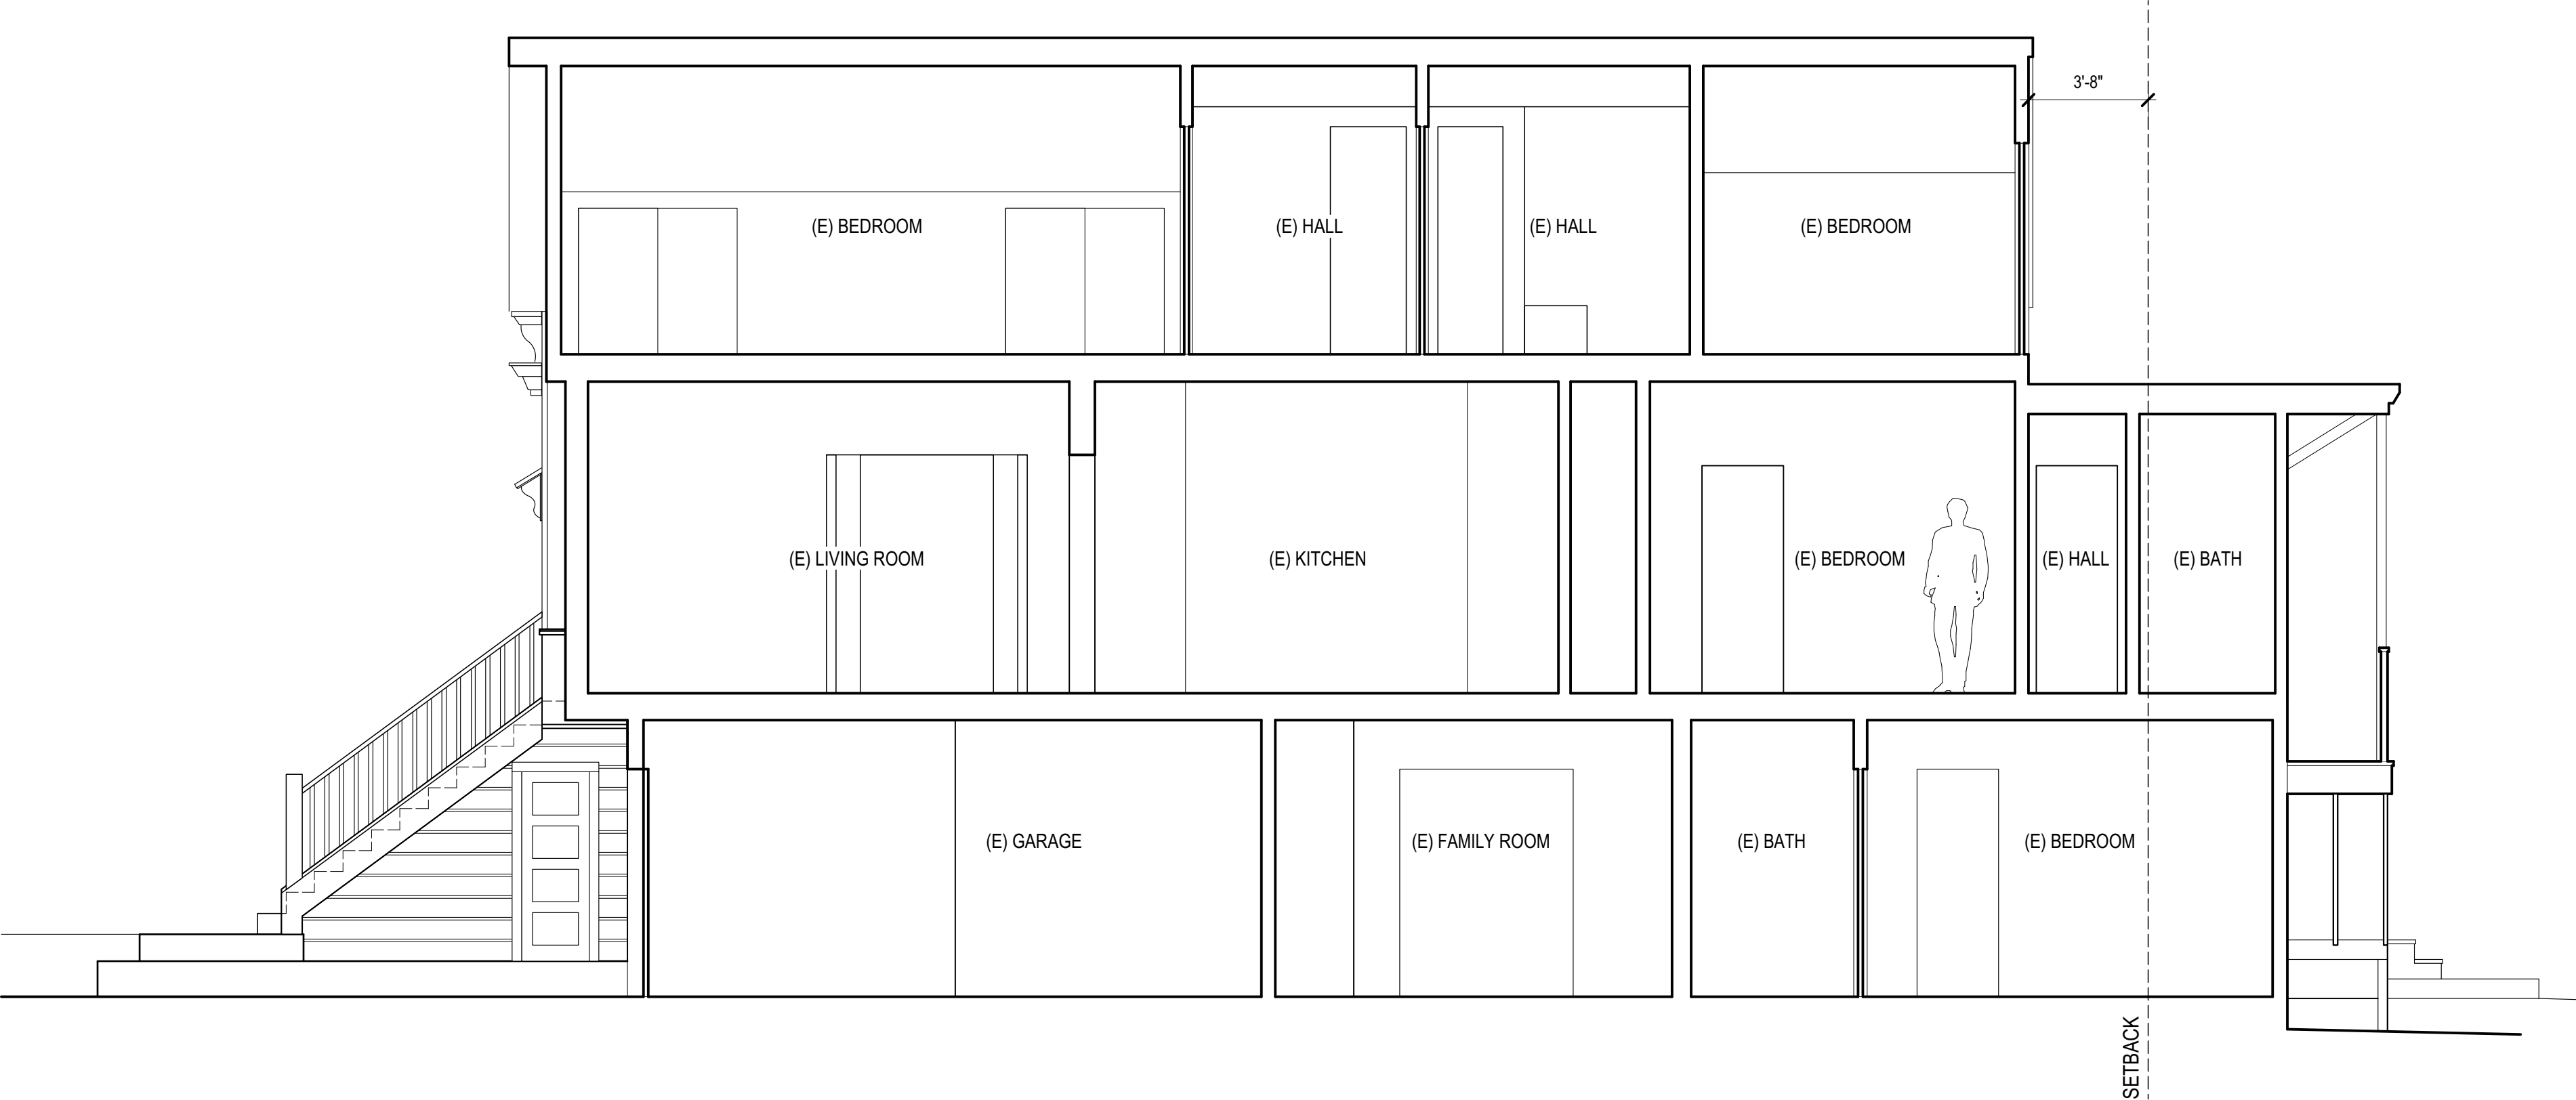 3'-8"
(E) BEDROOM
(E) HALL
(E) HALL
(E) BEDROOM
(E) LIVING ROOM
(E) KITCHEN
(E) BEDROOM
(E) HALL
(E) BATH
(E) GARAGE
(E) FAMILY ROOM
(E) BATH
(E) BEDROOM
SETBACK